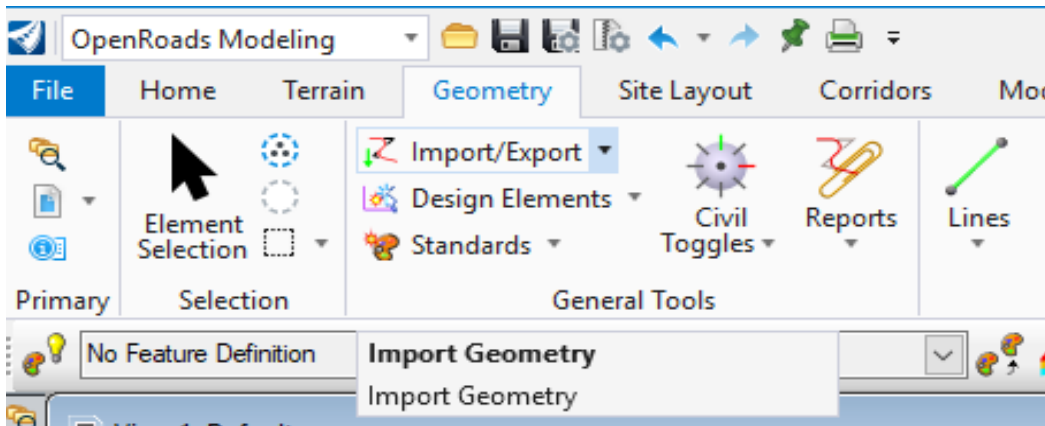 OpenRoads Modeling
File Home Terrain Geometry Site Layout Corridors
Import/Export
Design Elements
Standards
Element
Selection
Civil
Toggles
Reports
Lines
Primary Selection General Tools
No Feature Definition
Import Geometry
Import Geometry